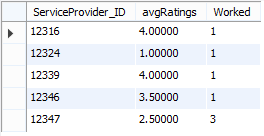 ServiceProvider_ID avgRatings Worked
12316 4.00000 1
12324 1.00000 1
12339 4.00000 1
12346 3.50000 1
12347 2.50000 3